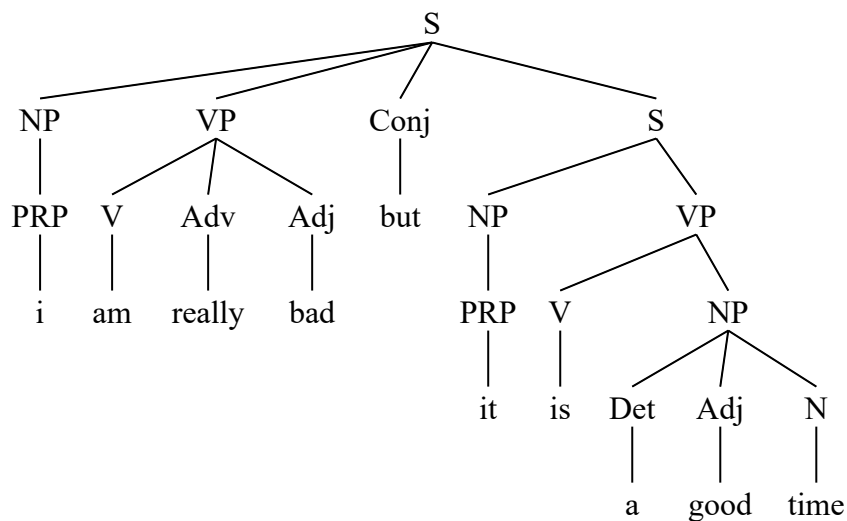 S
NP VP Conj S
PRP V Adv Adj but NP VP
i am really bad PRP V NP
it is Det Adj N
a good time